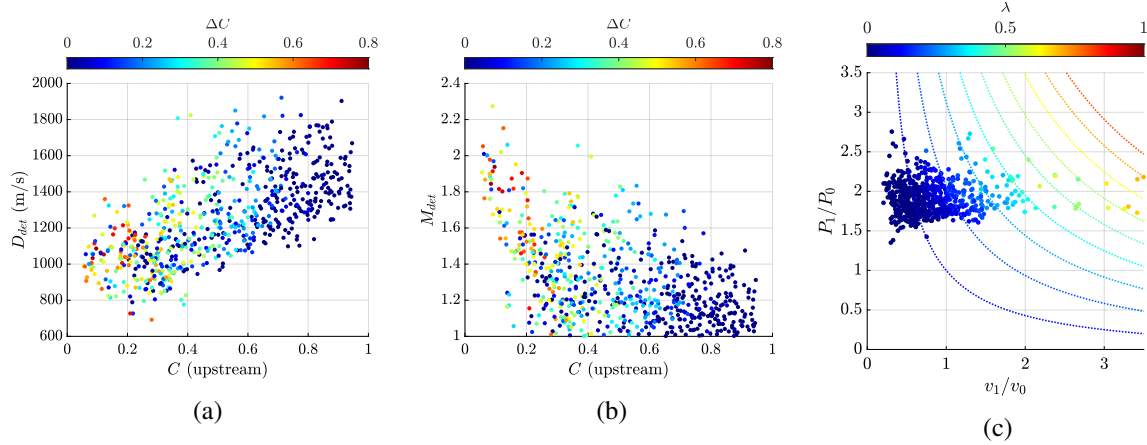 ΔC
0 0.2 0.4 0.6 0.8
2000
1800
1600
1400
1200
1000
800
600
D_det (m/s)
0 0.2 0.4 0.6 0.8 1
C (upstream)
(a)
ΔC
0 0.2 0.4 0.6 0.8
2.4
2.2
2
1.8
1.6
1.4
1.2
1
M_det
0 0.2 0.4 0.6 0.8 1
C (upstream)
(b)
λ
0 0.5 1
3.5
3
2.5
2
1.5
1
0.5
0
P_1/P_0
0 1 2 3
v_1/v_0
(c)